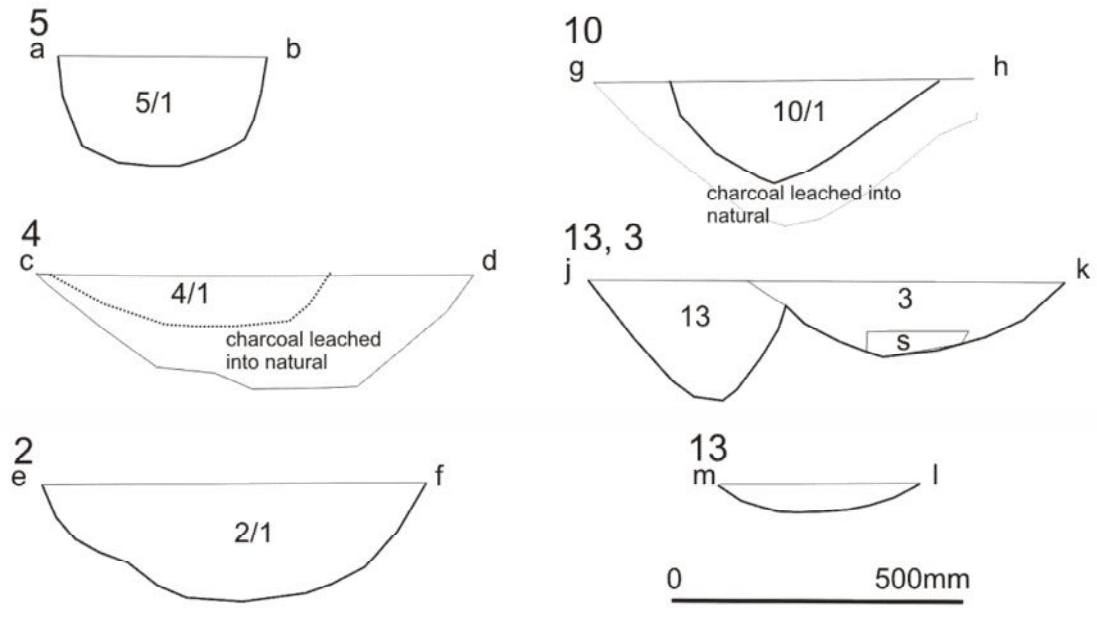 5
a b
5/1
4
c d
4/1
charcoal leached
into natural
2
e f
2/1
10
g h
10/1
charcoal leached into
natural
13, 3
j k
13 3
s
13
m l
0 500mm